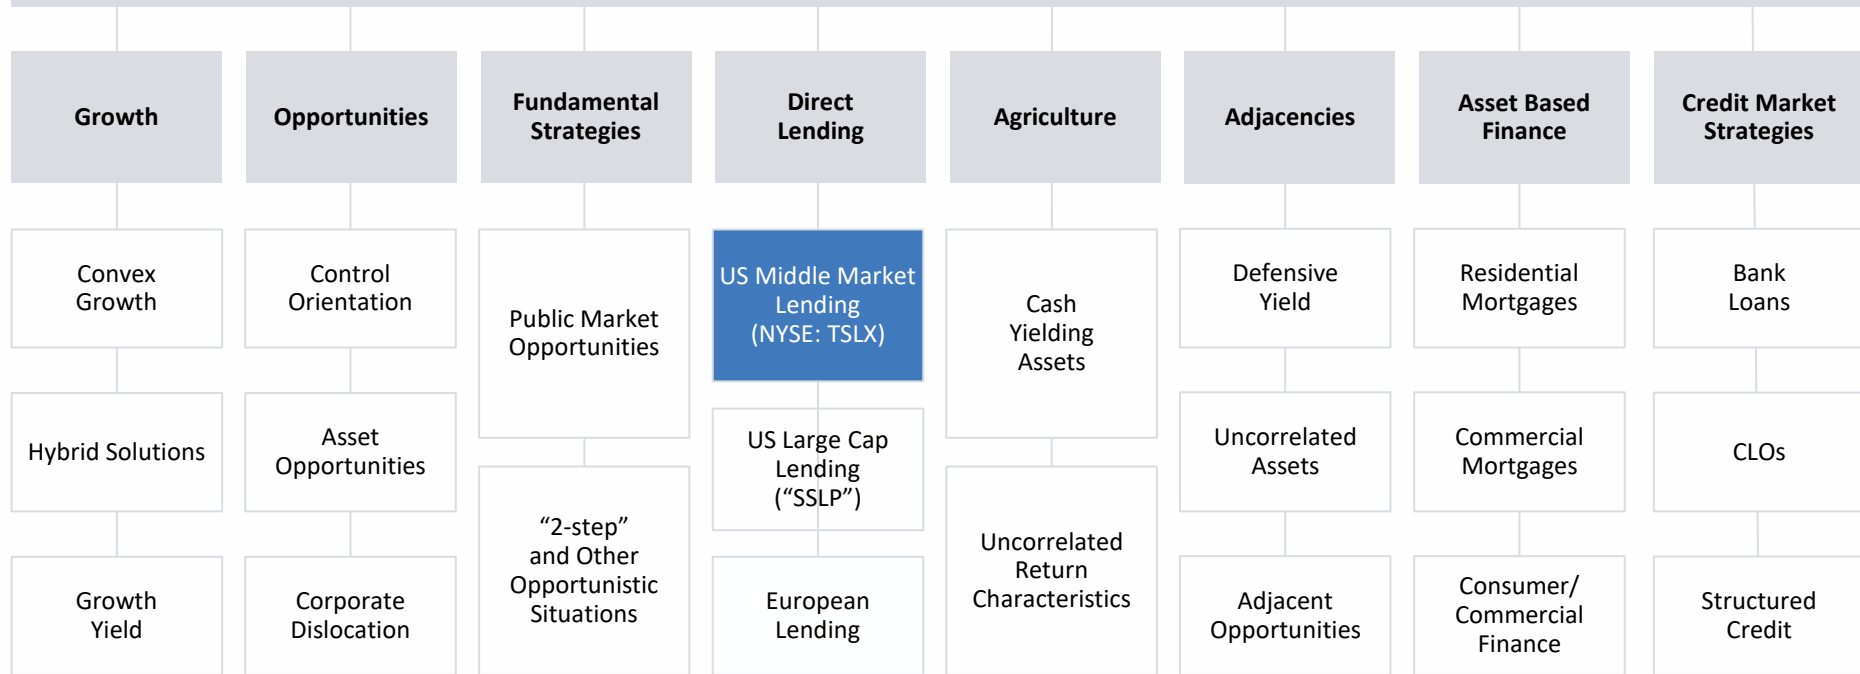 Growth
Opportunities
Fundamental
Strategies
Direct
Lending
Agriculture
Adjacencies
Asset Based
Finance
Credit Market
Strategies
Convex
Growth
Hybrid Solutions
Growth
Yield
Control
Orientation
Asset
Opportunities
Corporate
Dislocation
Public Market
Opportunities
“2-step”
and Other
Opportunistic
Situations
US Middle Market
Lending
(NYSE: TSLX)
US Large Cap
Lending
(“SSLP”)
European
Lending
Cash
Yielding
Assets
Uncorrelated
Return
Characteristics
Defensive
Yield
Uncorrelated
Assets
Adjacent
Opportunities
Residential
Mortgages
Commercial
Mortgages
Consumer/
Commercial
Finance
Bank
Loans
CLOs
Structured
Credit